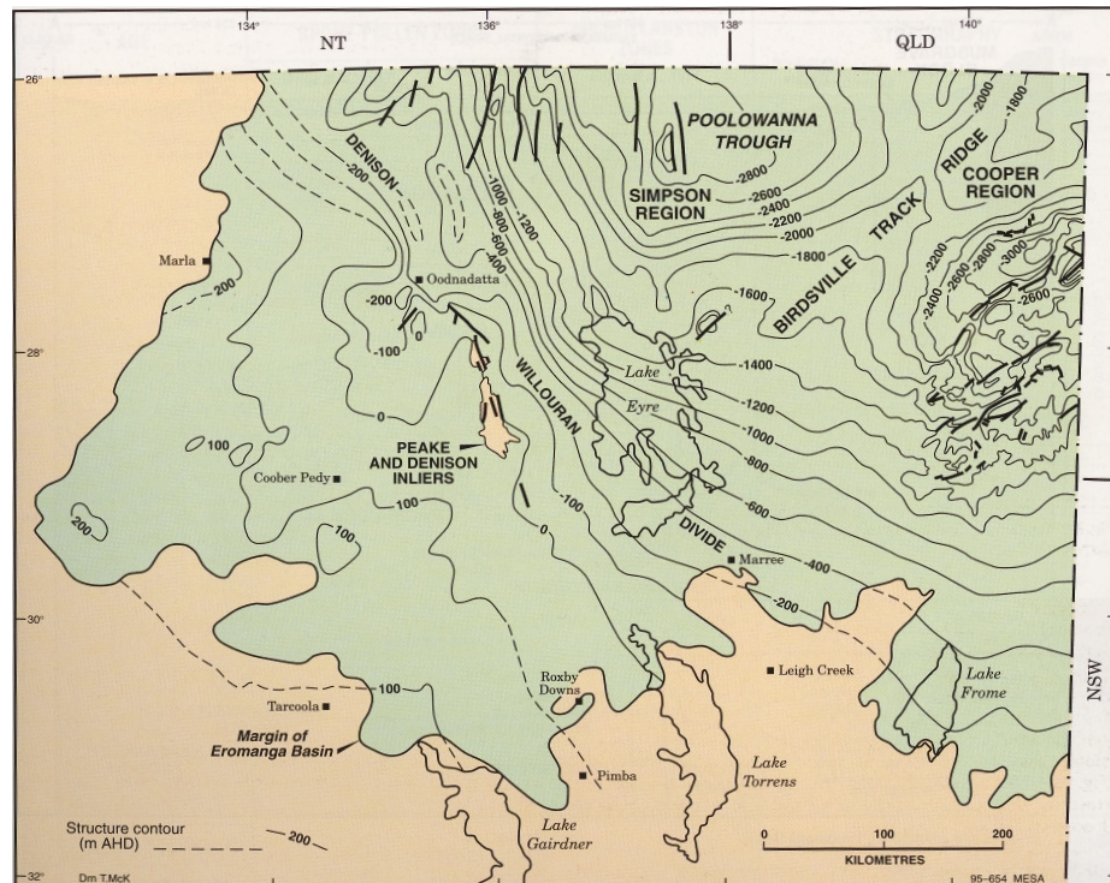 134° 136° 138° 140°
NT QLD
26°
-2000
-1800
POOLOWANNA
TROUGH
RIDGE
DENISON
-200
COOPER
REGION
-2800
-1000
-2600
SIMPSON
REGION
-2400
-800
-1200
-2200
TRACK
-600
-2000
-2200
-3000
-400
-1800
-2800
Marla
-2600
Oodnadatta
200
-200
-1600
BIRDSVILLE
-2400
-2600
0
?
28°
-100
-1400
WILLOURAN
Lake
Eyre
-1200
0
-1000
100
PEAKE
AND DENISON
INLIERS
-800
Coober Pedy
100
-100
-600
200
0
100
DIVIDE
Marree
-400
-200
30°
Leigh Creek
Lake
Frome
NSW
Roxby
Downs
100
Tarcoola
Margin of
Eromanga Basin
Pimba
Lake
Torrens
Structure contour
(m AHD)
200
Lake
Gairdner
0 100 200
KILOMETRES
32°
Drn T.McK
95-654 MESA